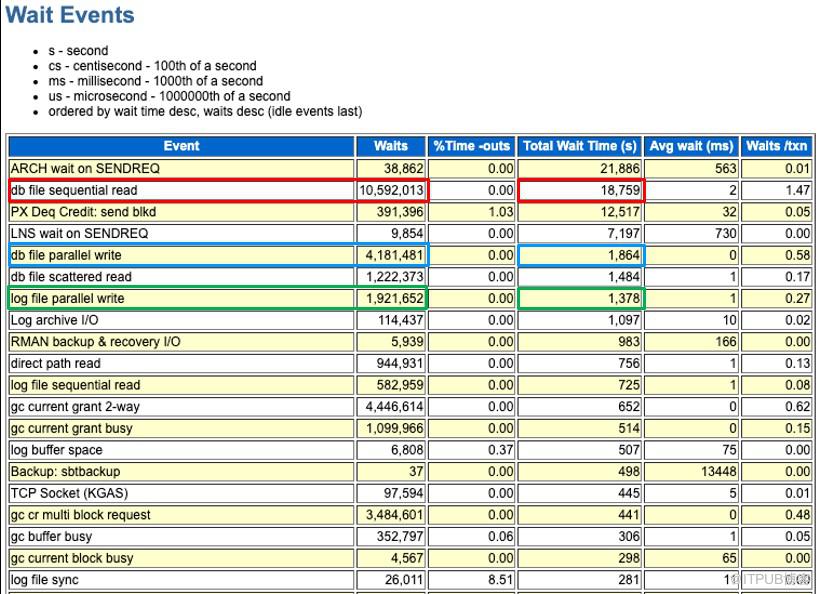 Wait Events
s - second
cs - centisecond - 100th of a second
ms - millisecond - 1000th of a second
us - microsecond - 1000000th of a second
ordered by wait time desc, waits desc (idle events last)
Event Waits %Time -outs Total Wait Time (s) Avg wait (ms) Waits /txn
ARCH wait on SENDREQ 38,862 0.00 21,886 563 0.01
db file sequential read 10,592,013 0.00 18,759 2 1.47
PX Deq Credit: send blkd 391,396 1.03 12,517 32 0.05
LNS wait on SENDREQ 9,854 0.00 7,197 730 0.00
db file parallel write 4,181,481 0.00 1,864 0 0.58
db file scattered read 1,222,373 0.00 1,484 1 0.17
log file parallel write 1,921,652 0.00 1,378 1 0.27
Log archive I/O 114,437 0.00 1,097 10 0.02
RMAN backup & recovery I/O 5,939 0.00 983 166 0.00
direct path read 944,931 0.00 756 1 0.13
log file sequential read 582,959 0.00 725 1 0.08
gc current grant 2-way 4,446,614 0.00 652 0 0.62
gc current grant busy 1,099,966 0.00 514 0 0.15
log buffer space 6,808 0.37 507 75 0.00
Backup: sbtbackup 37 0.00 498 13448 0.00
TCP Socket (KGAS) 97,594 0.00 445 5 0.01
gc cr multi block request 3,484,601 0.00 441 0 0.48
gc buffer busy 352,797 0.06 306 1 0.05
gc current block busy 4,567 0.00 298 65 0.00
log file sync 26,011 8.51 281
@ITPUB博客